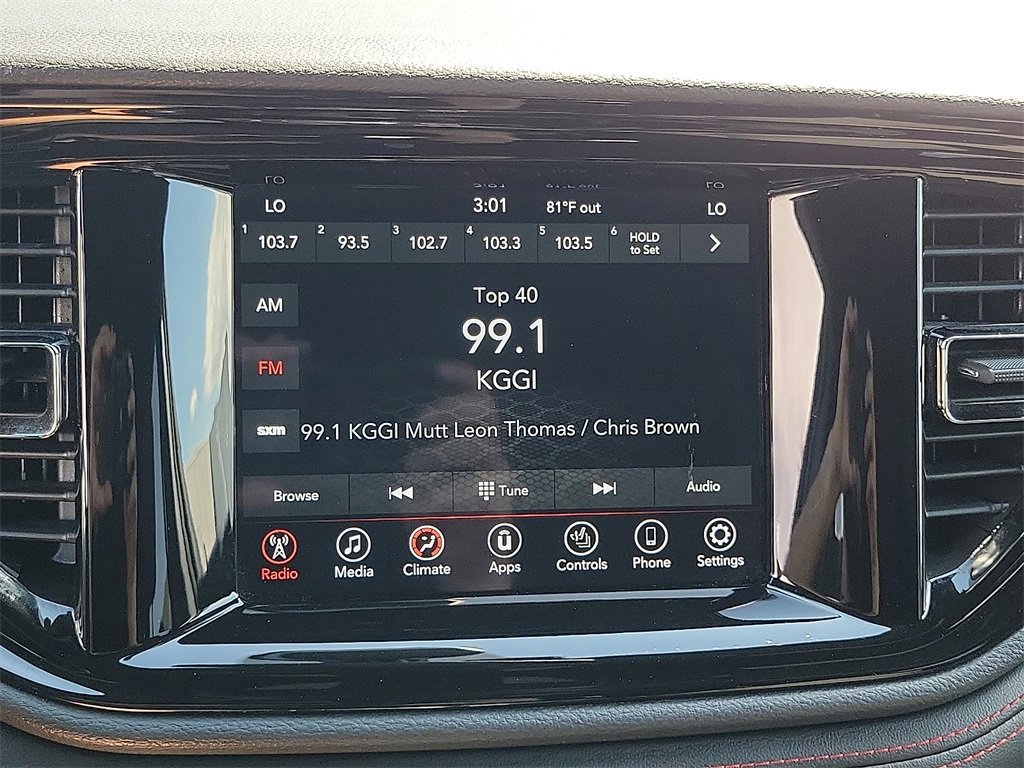 LO 3:01 81°F out LO
1 103.7 2 93.5 3 102.7 4 103.3 5 103.5 6 HOLD to Set
AM
Top 40
99.1
FM
KGGI
sxm
99.1 KGGI Mutt Leon Thomas / Chris Brown
Browse Tune Audio
Radio Media Climate Apps Controls Phone Settings